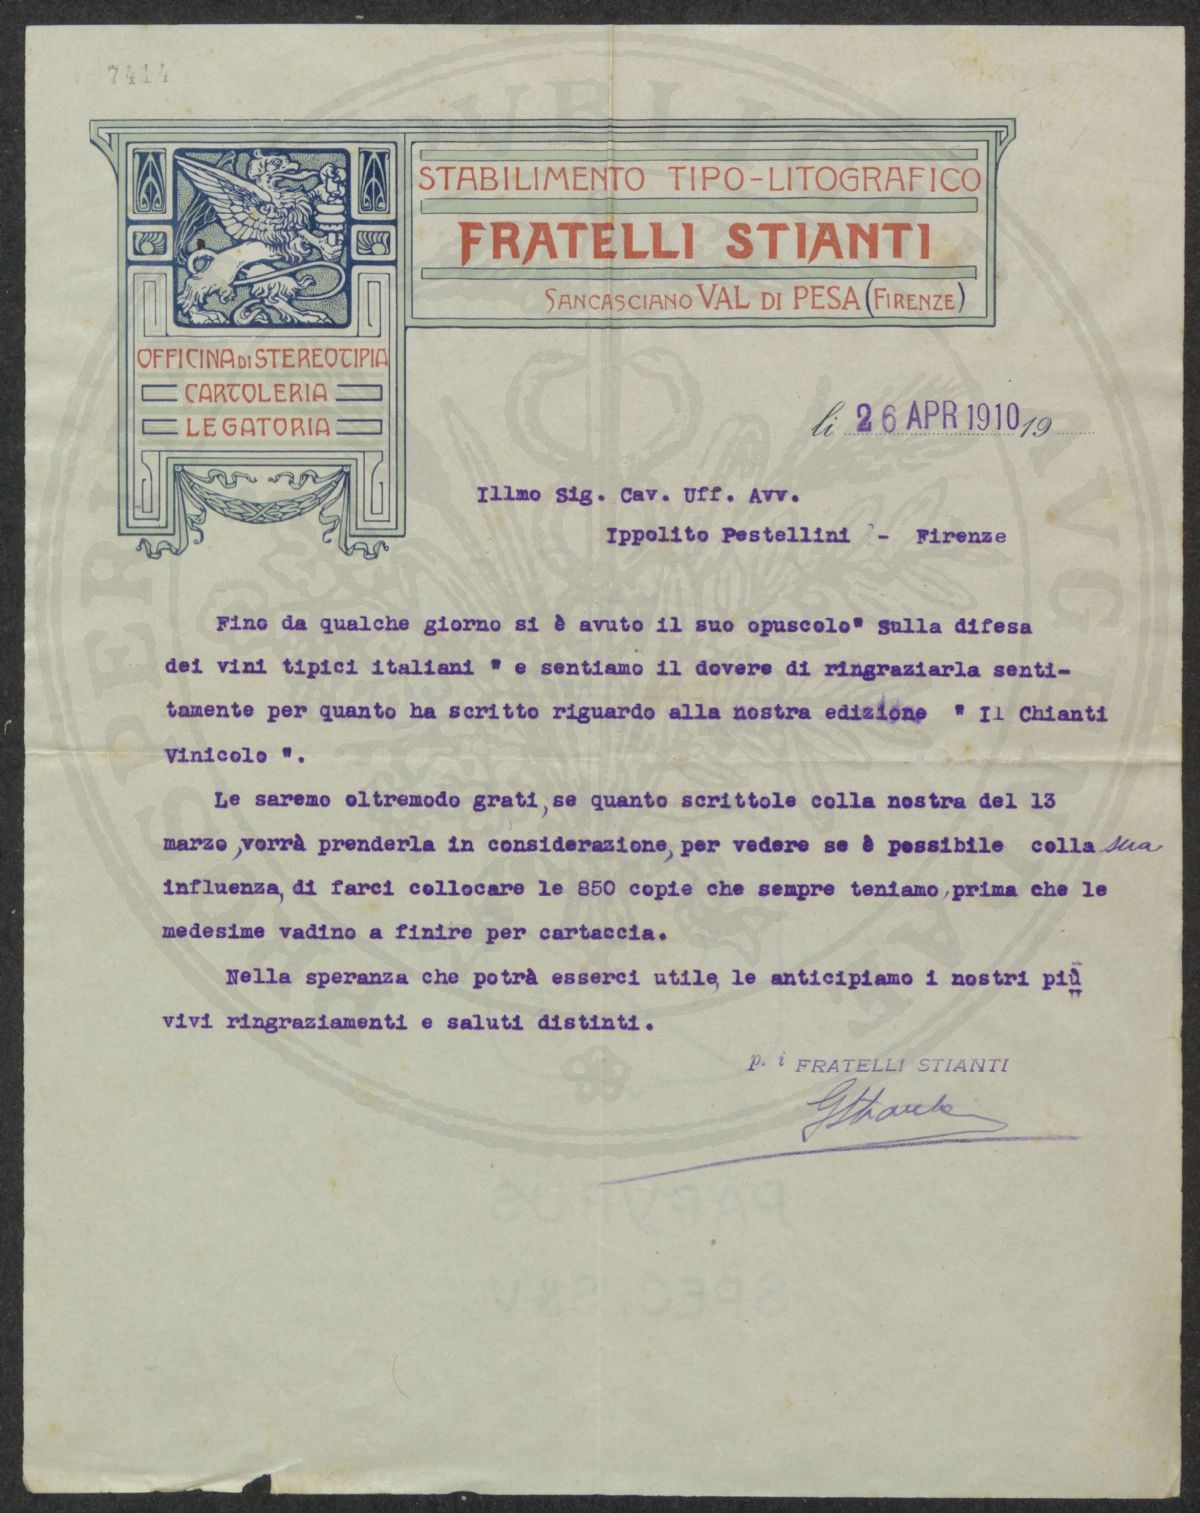 7414
STABILIMENTO TIPO-LITOGRAFICO
FRATELLI STIANTI
SANCASCIANO VAL DI PESA (FIRENZE)
OFFICINA DI STEREOTIPIA
CARTOLERIA
LEGATORIA
li 26 APR 1910 19
Illmo Sig. Cav. Uff. Avv.
Ippolito Pestellini - Firenze
Fino da qualche giorno si è avuto il suo opuscolo" Sulla difesa
dei vini tipici italiani " e sentiamo il dovere di ringraziarla senti-
tamente per quanto ha scritto riguardo alla nostra edizione " Il Chianti
Vinicolo ".
Le saremo oltremodo grati, se quanto scrittole colla nostra del 13
marzo, vorrà prenderla in considerazione, per vedere se è possibile colla sua
influenza, di farci collocare le 850 copie che sempre teniamo, prima che le
medesime vadino a finire per cartaccia.
Nella speranza che potrà esserci utile, le anticipiamo i nostri più
vivi ringraziamenti e saluti distinti.
p. i FRATELLI STIANTI
PAPYRUS